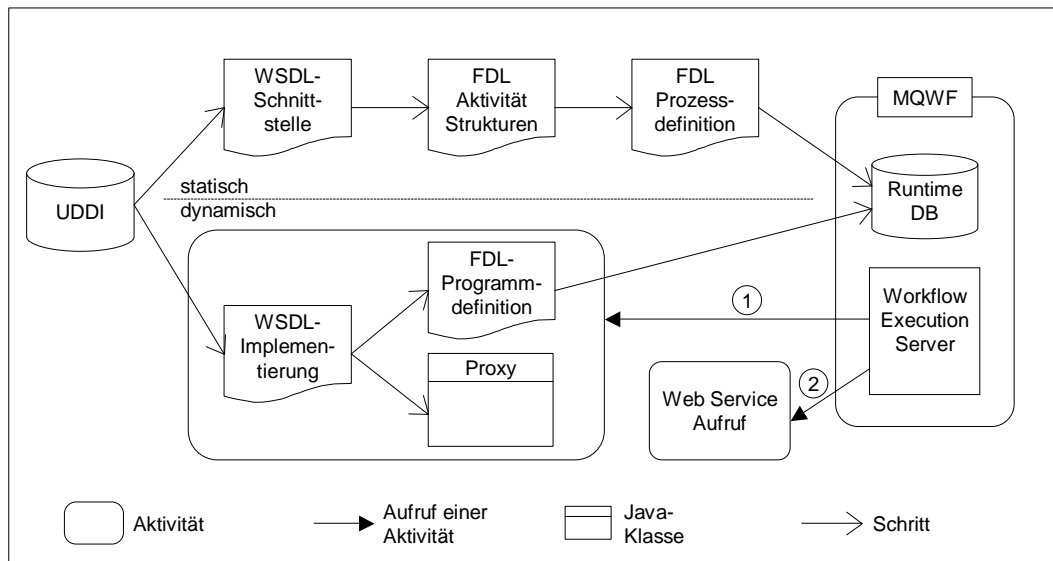 WSDL-
Schnitt-
stelle
FDL
Aktivität
Strukturen
FDL
Prozess-
definition
MQWF
UDDI
statisch
dynamisch
Runtime
DB
FDL-
Programm-
definition
WSDL-
Implemen-
tierung
Proxy
1
Workflow
Execution
Server
2
Web Service
Aufruf
Aktivität
Aufruf einer
Aktivität
Java-
Klasse
Schritt